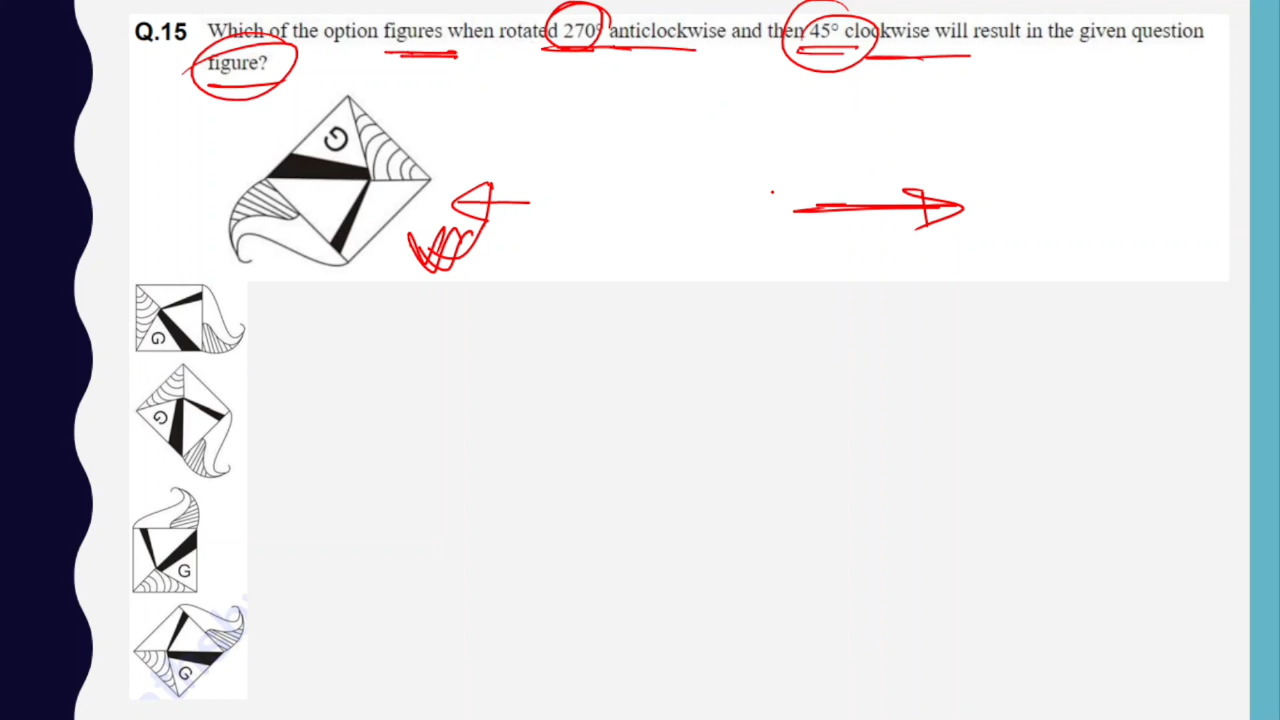 Q.15 Which of the option figures when rotated 270° anticlockwise and then 45° clockwise will result in the given question
figure?
G
G
G
G
G